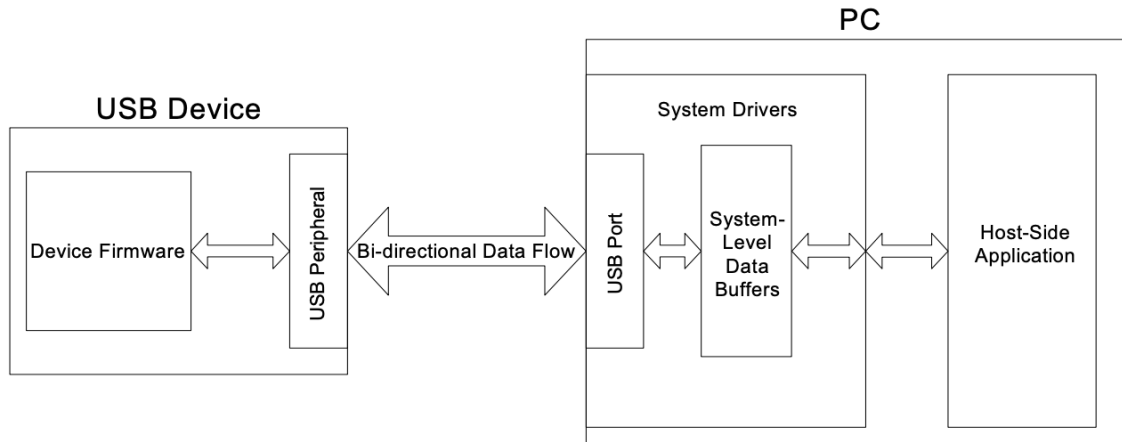 PC
USB Device
System Drivers
Device Firmware
USB Peripheral
Bi-directional Data Flow
USB Port
System-
Level
Data
Buffers
Host-Side
Application